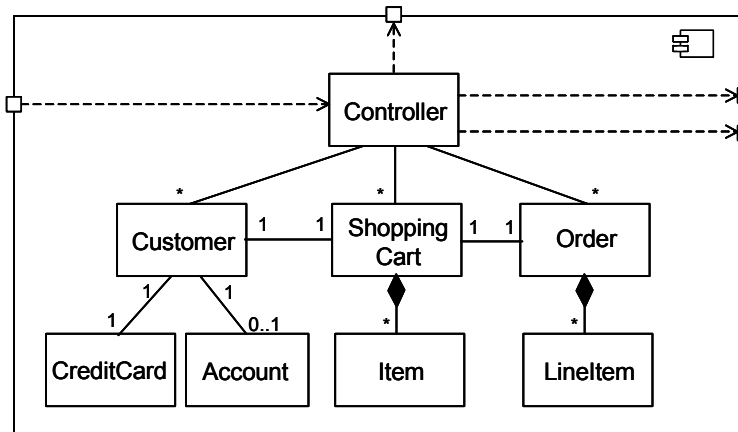 Controller
* * *
Customer
1 1
Shopping
Cart
1 1
Order
1 1
1 0..1
* *
CreditCard
Account
Item
LineItem